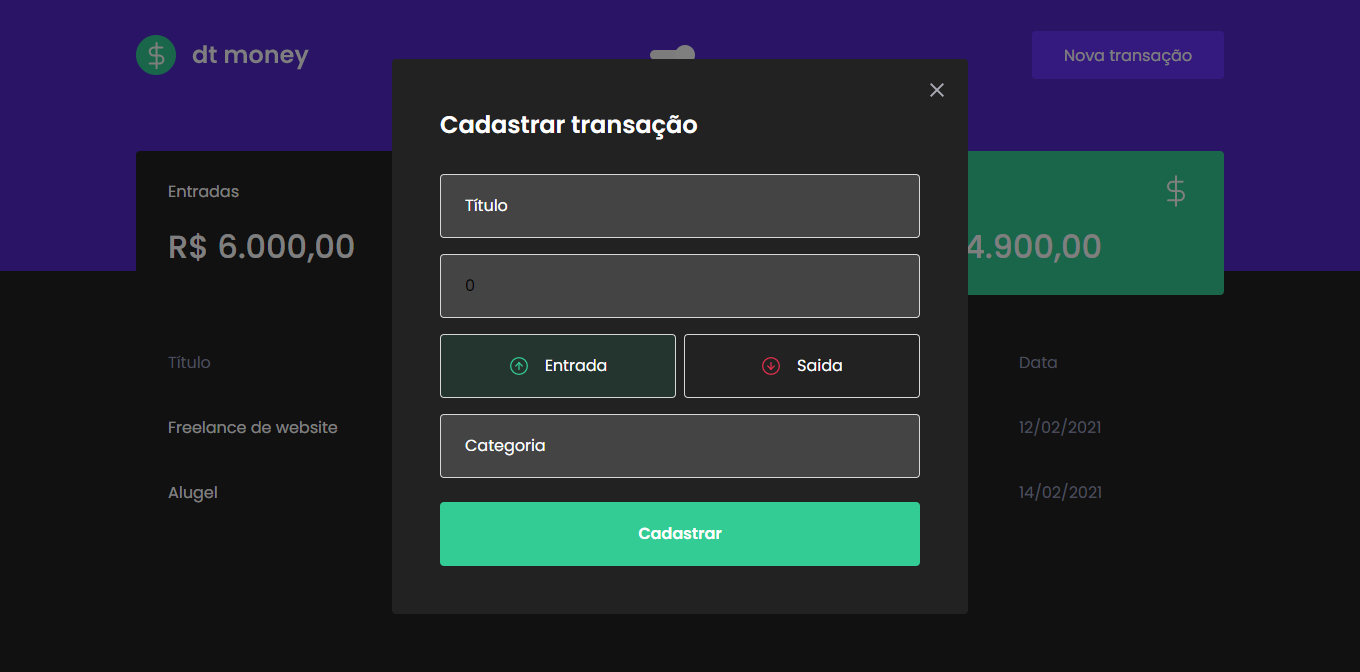 dt money
Nova transação
Cadastrar transação
Entradas
R$ 6.000,00
$
4.900,00
Título
0
Entrada
Saida
Categoria
Cadastrar
Título
Data
Freelance de website
12/02/2021
Alugel
14/02/2021